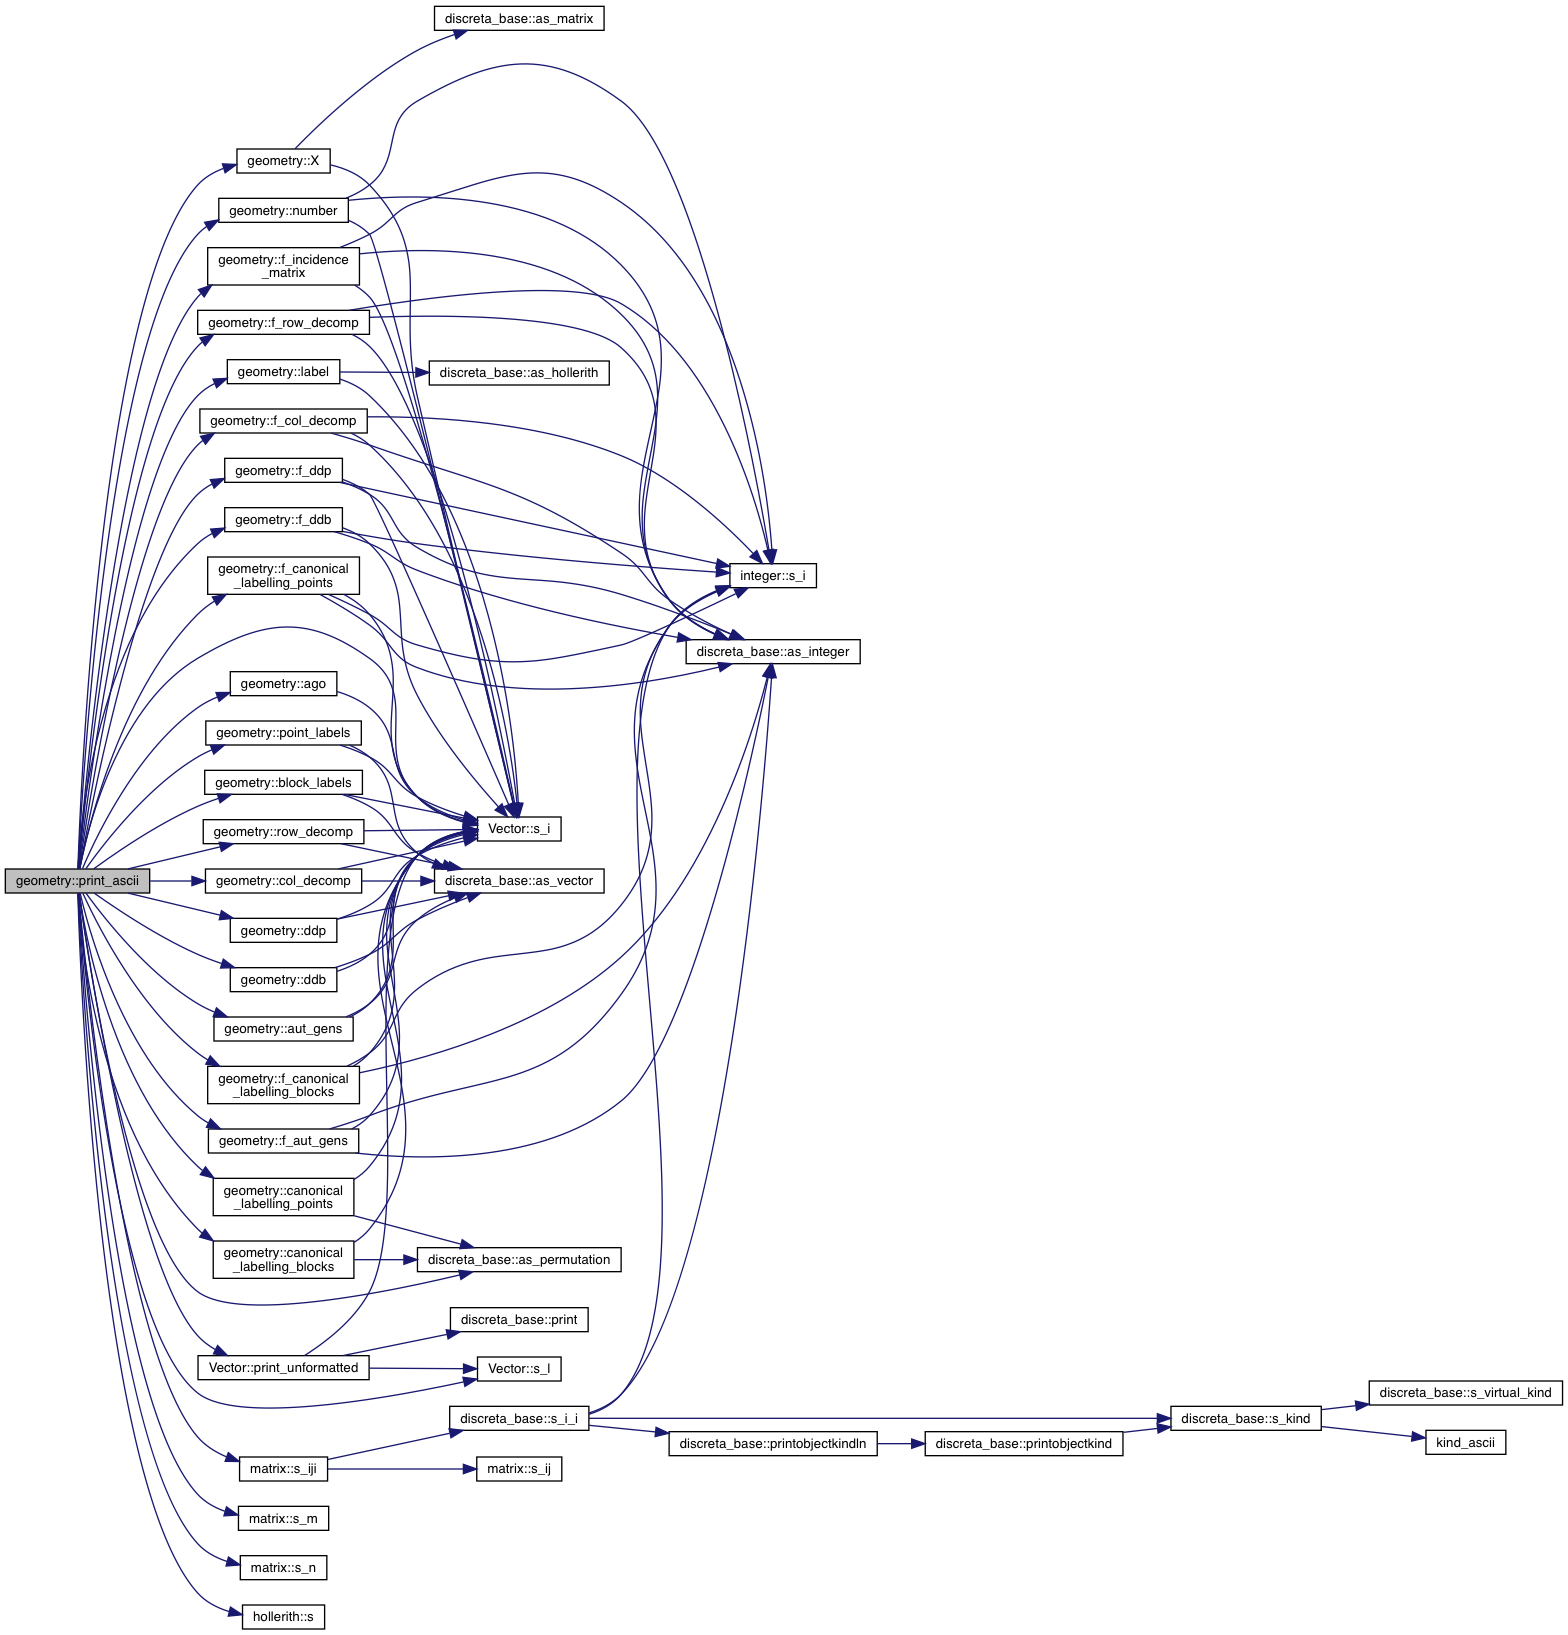 discreta_base::as_matrix
geometry::X
geometry::number
geometry::f_incidence
_matrix
geometry::f_row_decomp
geometry::label
discreta_base::as_hollerith
geometry::f_col_decomp
geometry::f_ddp
geometry::f_ddb
geometry::f_canonical
_labelling_points
integer::s_i
discreta_base::as_integer
geometry::ago
geometry::point_labels
geometry::block_labels
geometry::row_decomp
Vector::s_i
geometry::print_ascii
geometry::col_decomp
discreta_base::as_vector
geometry::ddp
geometry::ddb
geometry::aut_gens
geometry::f_canonical
_labelling_blocks
geometry::f_aut_gens
geometry::canonical
_labelling_points
geometry::canonical
_labelling_blocks
discreta_base::as_permutation
discreta_base::print
Vector::print_unformatted
Vector::s_l
discreta_base::s_i_i
discreta_base::s_kind
discreta_base::s_virtual_kind
discreta_base::printobjectkindln
discreta_base::printobjectkind
kind_ascii
matrix::s_iji
matrix::s_ij
matrix::s_m
matrix::s_n
hollerith::s